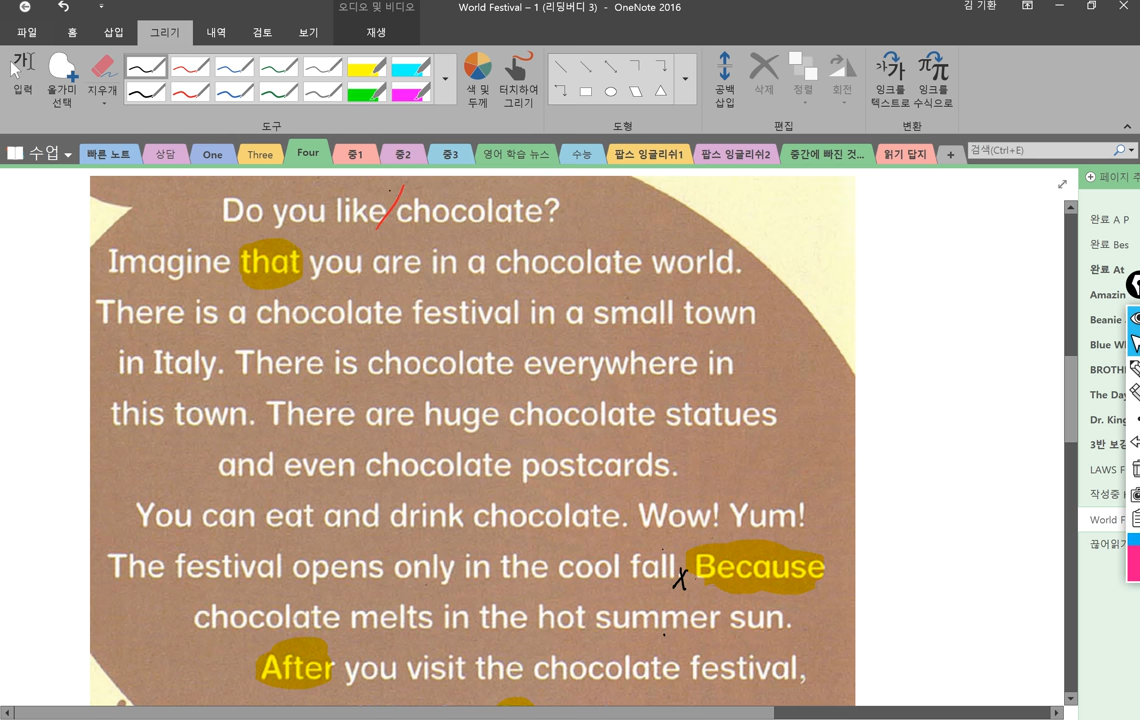 오디오 및 비디오
World Festival – 1 (리딩버디 3) - OneNote 2016
김 기환
파일 홈 삽입 그리기 내역 검토 보기 재생
입력
올가미 선택
지우개
색 및 두께
터치하여 그리기
공백 삽입
삭제
정렬
회전
잉크를 텍스트로
잉크를 수식으로
도구 도형 편집 변환
수업 빠른 노트 상담 One Three Four 중1 중2 중3 영어 학습 뉴스 수능 팝스 잉글리쉬1 팝스 잉글리쉬2 중간에 빠진 것... 읽기 답지 + 검색(Ctrl+E)
페이지 추
Do you like chocolate?
Imagine that you are in a chocolate world.
There is a chocolate festival in a small town
in Italy. There is chocolate everywhere in
this town. There are huge chocolate statues
and even chocolate postcards.
You can eat and drink chocolate. Wow! Yum!
The festival opens only in the cool fall, Because
chocolate melts in the hot summer sun.
After you visit the chocolate festival,
완료 A P
완료 Bes
완료 At
Amazin
Beanie
Blue W
BROTH
The Day
Dr. King
3반 보강
LAWS F
작성중
World F
끊어읽기